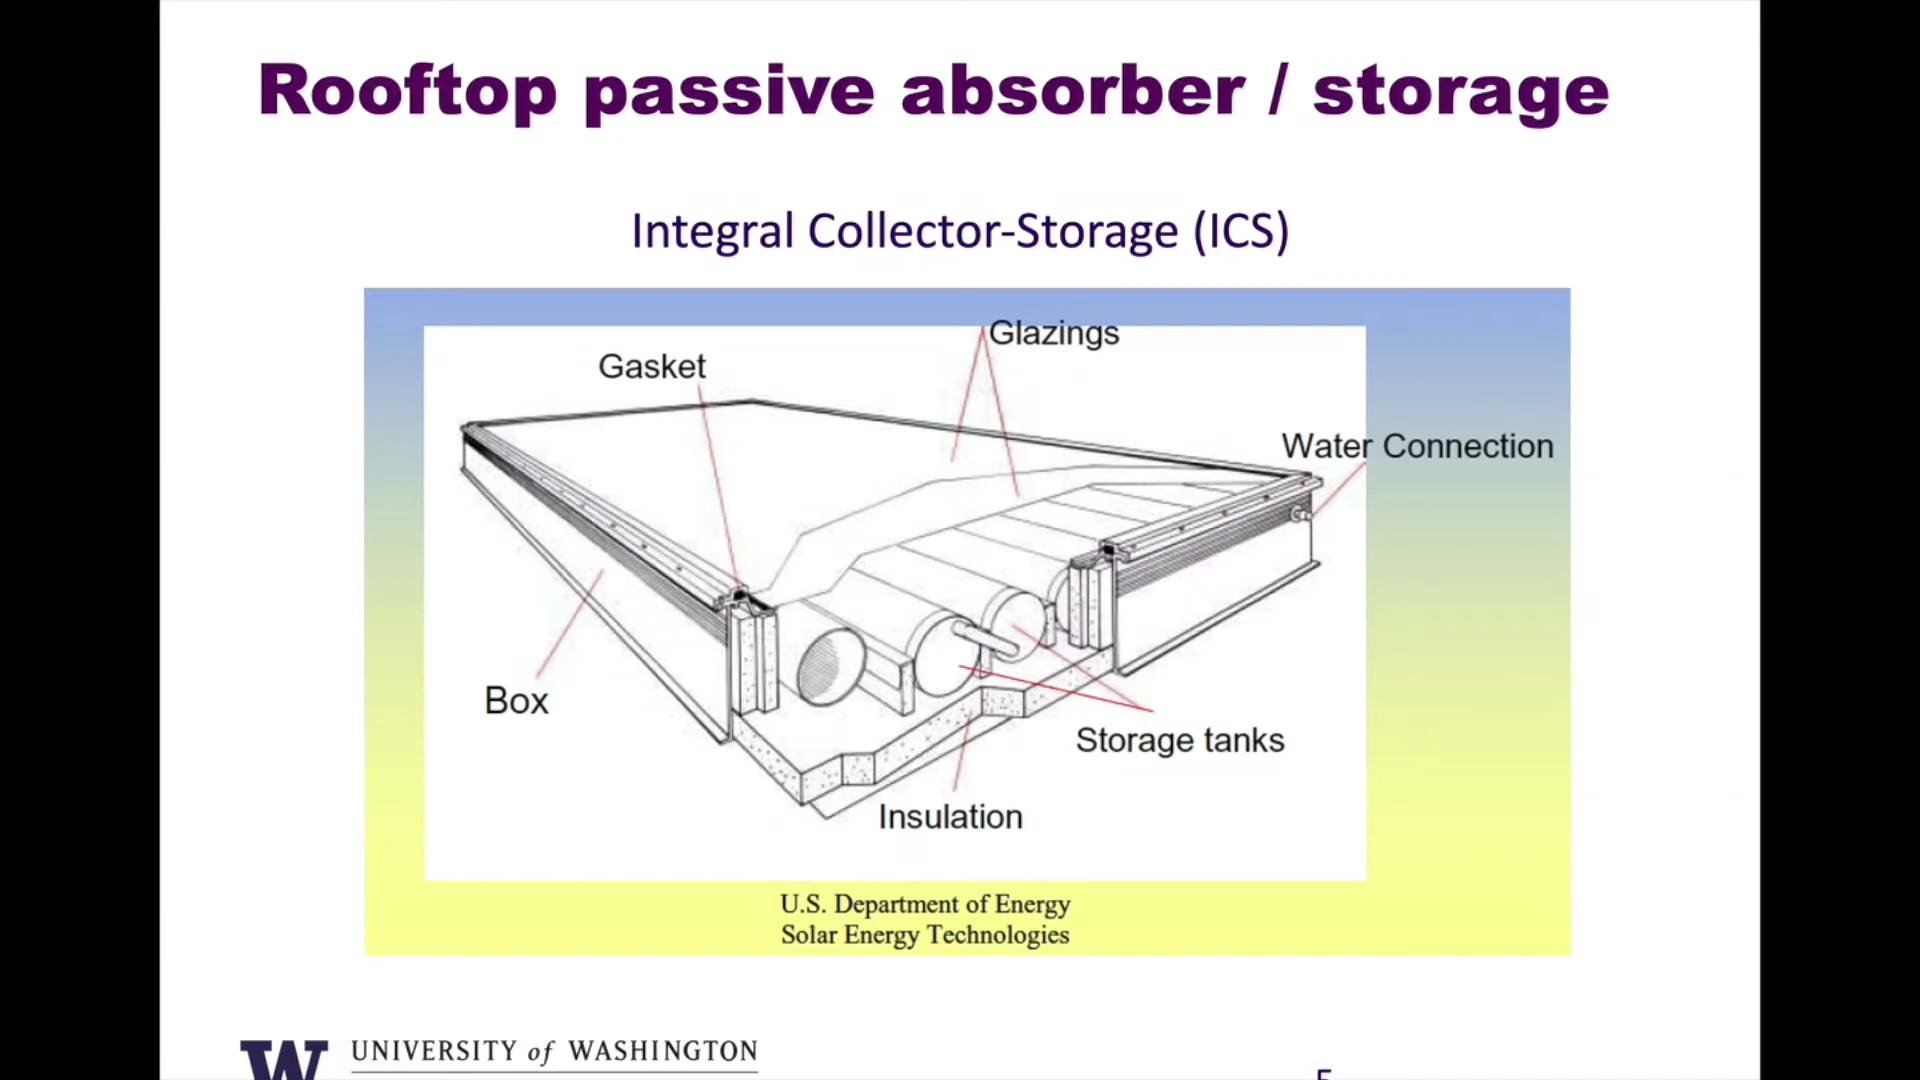 Rooftop passive absorber / storage
Integral Collector-Storage (ICS)
Glazings
Gasket
Water Connection
Box
Storage tanks
Insulation
U.S. Department of Energy
Solar Energy Technologies
W UNIVERSITY of WASHINGTON